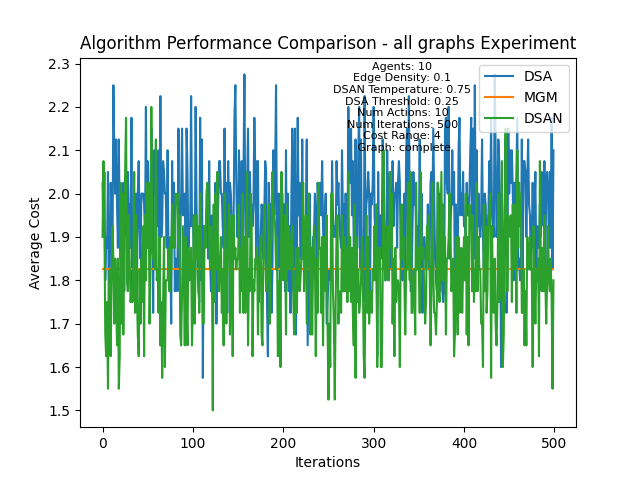 Algorithm Performance Comparison - all graphs Experiment
Agents: 10
Edge Density: 0.1
DSAN Temperature: 0.75
DSA Threshold: 0.25
Num Actions: 10
Num Iterations: 500
Cost Range: 4
Graph: complete
DSA
MGM
DSAN
2.3
2.2
2.1
2.0
1.9
1.8
1.7
1.6
1.5
Average Cost
0
100
200
300
400
500
Iterations